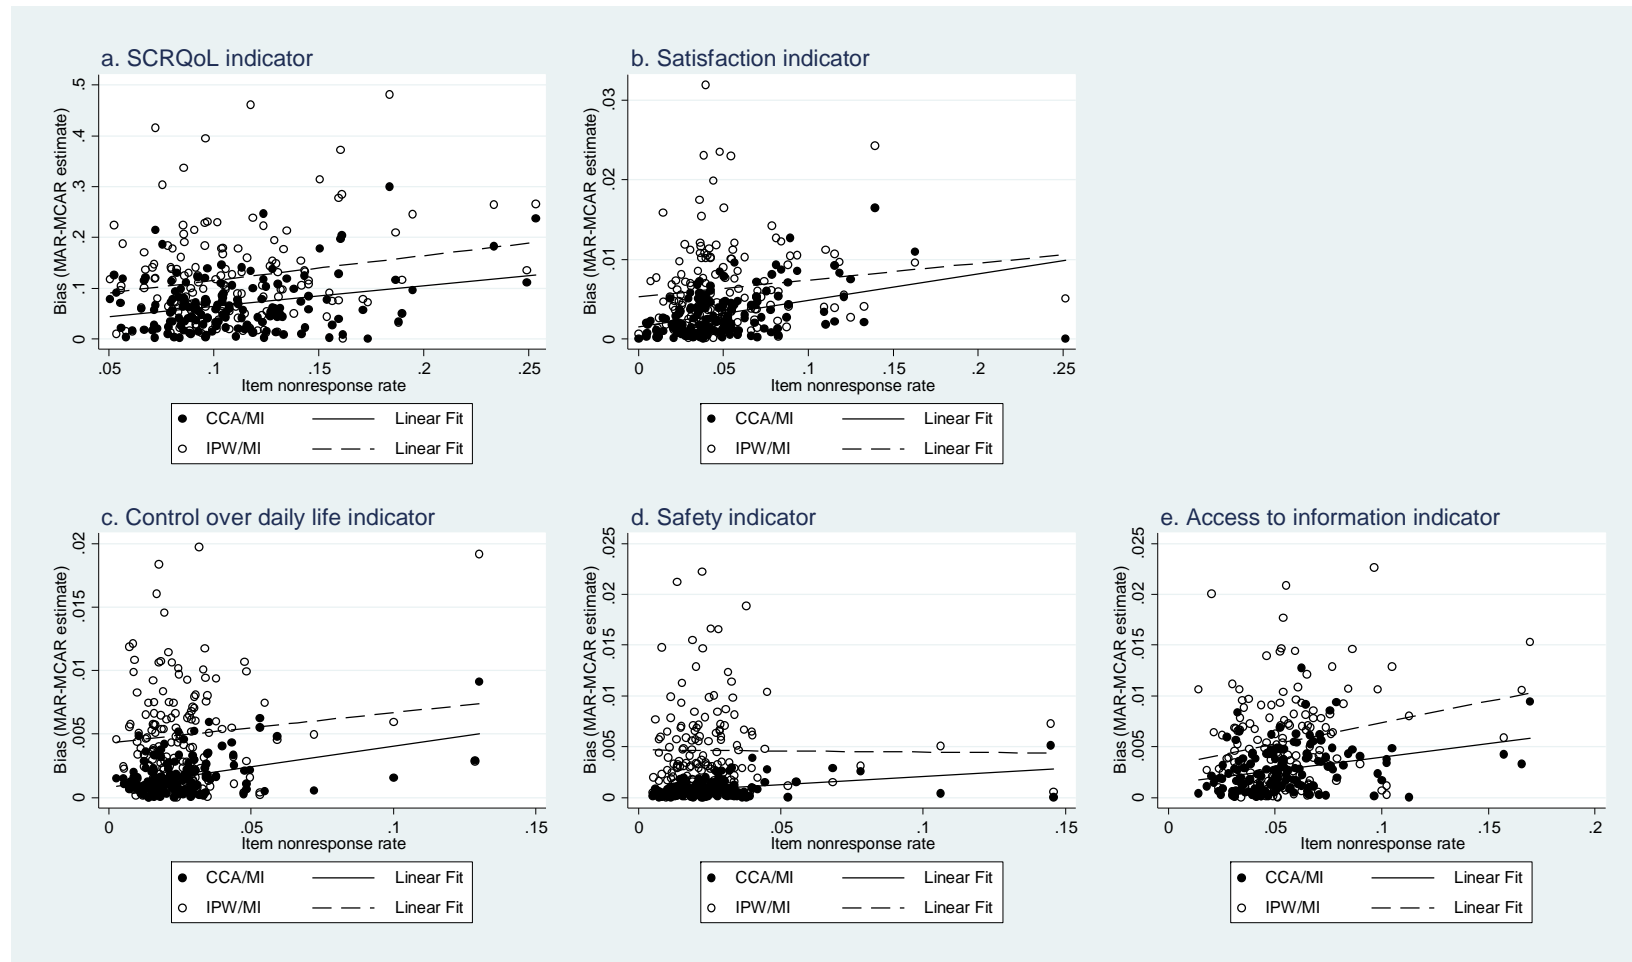 a. SCRQoL indicator
Bias (MAR-MCAR estimate)
.5
.4
.3
.2
.1
0
.05 .1 .15 .2 .25
Item nonresponse rate
CCA/MI Linear Fit
IPW/MI Linear Fit
b. Satisfaction indicator
Bias (MAR-MCAR estimate)
.03
.02
.01
0
0 .05 .1 .15 .2 .25
Item nonresponse rate
CCA/MI Linear Fit
IPW/MI Linear Fit
c. Control over daily life indicator
Bias (MAR-MCAR estimate)
.02
.015
.01
.005
0
0 .05 .1 .15
Item nonresponse rate
CCA/MI Linear Fit
IPW/MI Linear Fit
d. Safety indicator
Bias (MAR-MCAR estimate)
.025
.02
.015
.01
.005
0
0 .05 .1 .15
Item nonresponse rate
CCA/MI Linear Fit
IPW/MI Linear Fit
e. Access to information indicator
Bias (MAR-MCAR estimate)
.025
.02
.015
.01
.005
0
0 .05 .1 .15 .2
Item nonresponse rate
CCA/MI Linear Fit
IPW/MI Linear Fit